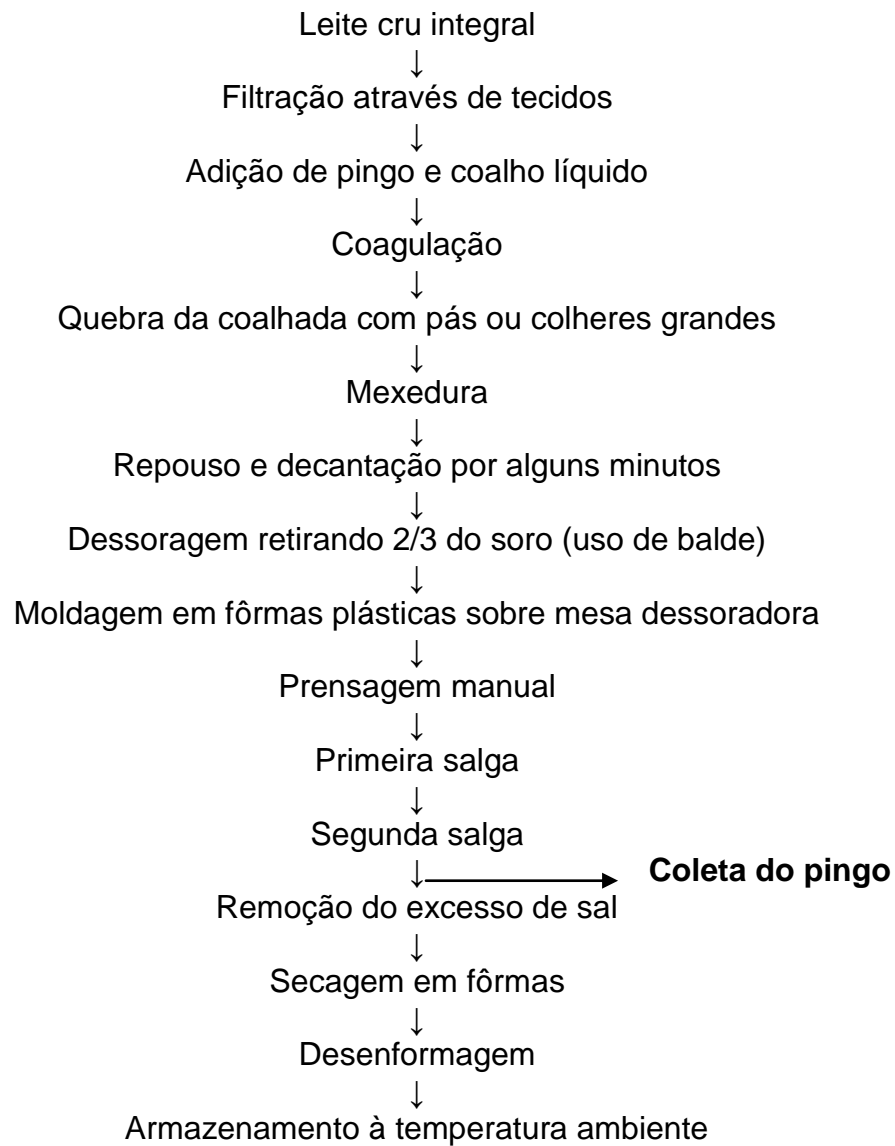 Leite cru integral
↓
Filtração através de tecidos
↓
Adição de pingo e coalho líquido
↓
Coagulação
↓
Quebra da coalhada com pás ou colheres grandes
↓
Mexedura
↓
Repouso e decantação por alguns minutos
↓
Dessoragem retirando 2/3 do soro (uso de balde)
↓
Moldagem em fôrmas plásticas sobre mesa dessoradora
↓
Prensagem manual
↓
Primeira salga
↓
Segunda salga
↓ → Coleta do pingo
Remoção do excesso de sal
↓
Secagem em fôrmas
↓
Desenformagem
↓
Armazenamento à temperatura ambiente